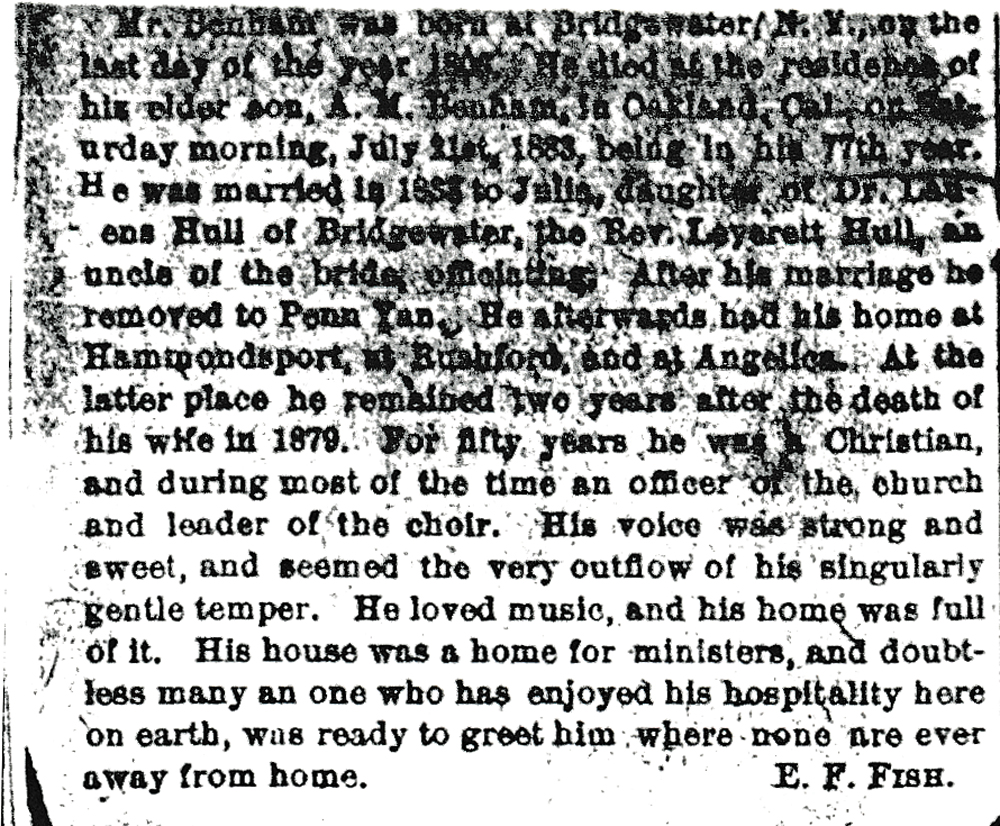 Mr. Benham was born at Bridgewater, N. Y., on the
last day of the year He died at the residence of
his elder son, A. M. Benham, in Oakland, Cal., on Sat-
urday morning, July 21st, 1883, being in his 77th year.
He was married in to Julia, daughter of Dr. Lau-
ens Hull of Bridgewater, the Rev. Leverett Hull, an
uncle of the bride, officiating. After his marriage he
removed to Penn Yan. He afterwards had his home at
Hammondsport, at Rushford, and at Angelica. At the
latter place he remained two years after the death of
his wife in 1879. For fifty years he was a Christian,
and during most of the time an officer of the church
and leader of the choir. His voice was strong and
sweet, and seemed the very outflow of his singularly
gentle temper. He loved music, and his home was full
of it. His house was a home for ministers, and doubt-
less many an one who has enjoyed his hospitality here
on earth, was ready to greet him where none are ever
away from home. E. F. FISH.